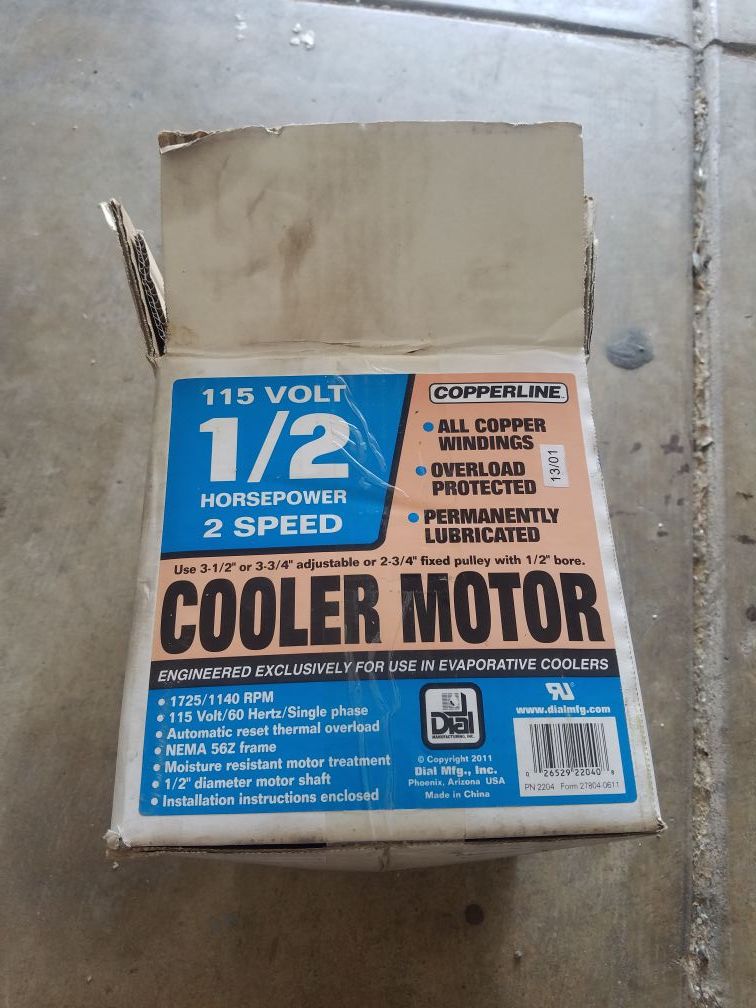 115 VOLT
1/2
HORSEPOWER
2 SPEED
COPPERLINE
• ALL COPPER
WINDINGS
• OVERLOAD
PROTECTED
13/01
• PERMANENTLY
LUBRICATED
Use 3-1/2" or 3-3/4" adjustable or 2-3/4" fixed pulley with 1/2" bore.
COOLER MOTOR
ENGINEERED EXCLUSIVELY FOR USE IN EVAPORATIVE COOLERS
• 1725/1140 RPM
• 115 Volt/60 Hertz/Single phase
• Automatic reset thermal overload
• NEMA 56Z frame
• Moisture resistant motor treatment
• 1/2" diameter motor shaft
• Installation instructions enclosed
Dial
MANUFACTURING, INC.
© Copyright 2011
Dial Mfg., Inc.
Phoenix, Arizona USA
Made in China
RU
www.dialmfg.com
0 26529 22040 8
PN 2204 Form 27804-0611